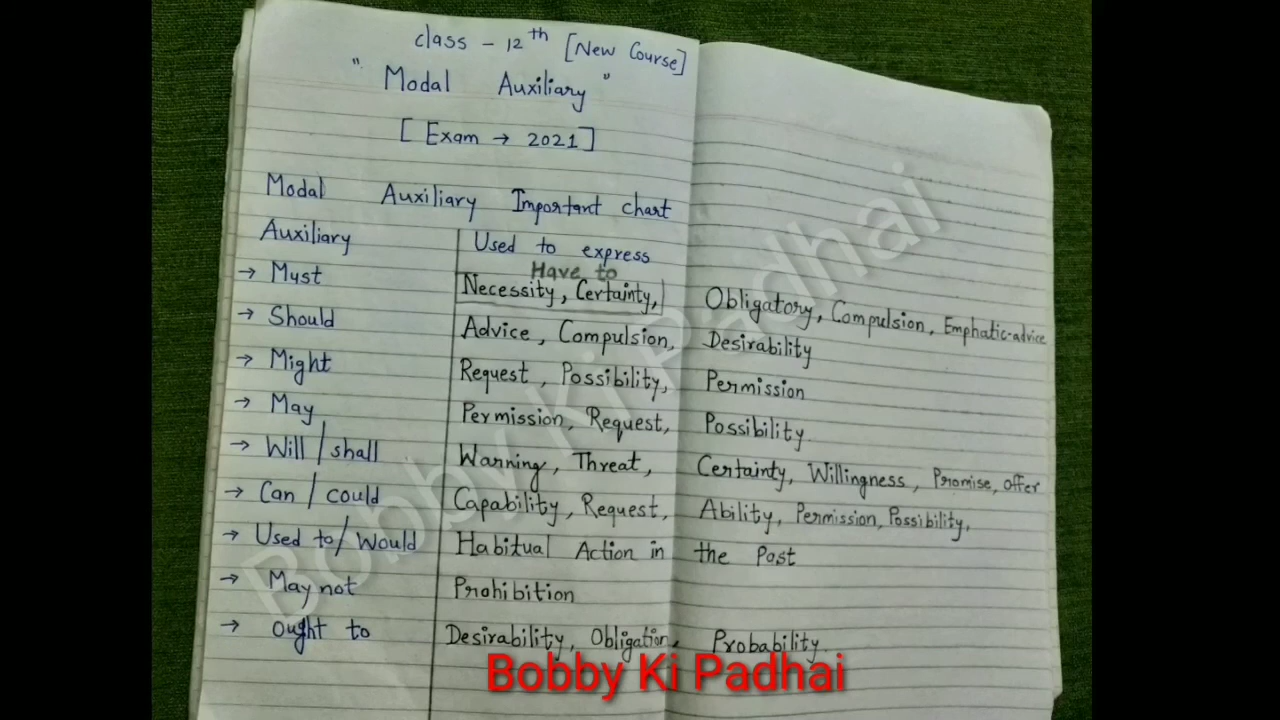 class - 12th [New Course]
"Modal Auxiliary"
[Exam → 2021]
Modal Auxiliary Important chart
Auxiliary Used to express
Have to
→ Must Necessity, Certainty, Obligatory, Compulsion, Emphatic-advice
→ Should Advice, Compulsion, Desirability
→ Might Request, Possibility, Permission
→ May Permission, Request, Possibility.
→ Will/shall Warning, Threat, Certainty, Willingness, Promise, offer
→ Can/could Capability, Request, Ability, Permission, Possibility,
→ Used to/Would Habitual Action in the Past
→ May not Prohibition
→ ought to Desirability, Obligation, Probability.
Bobby Ki Padhai
Bobby Ki Padhai